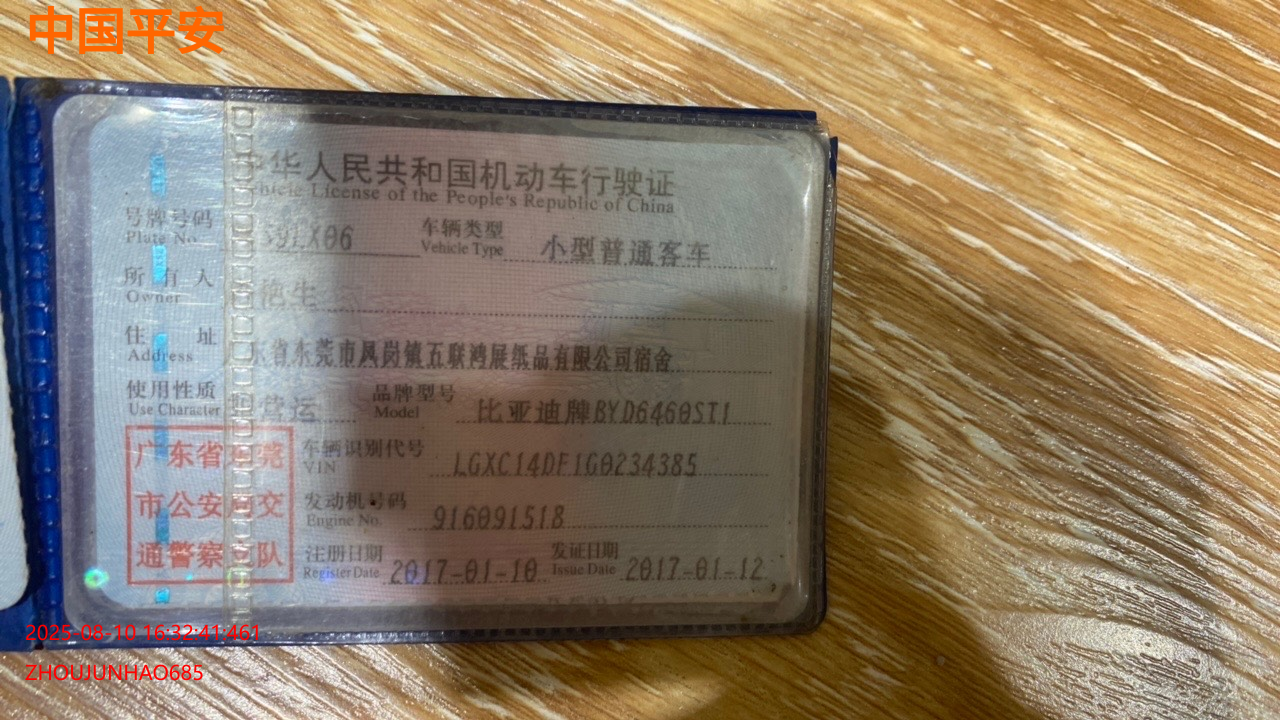 中国平安
中华人民共和国机动车行驶证
Vehicle License of the People's Republic of China
号牌号码 车辆类型 小型普通客车
Plate No. Vehicle Type
所有人
Owner
住址 省东莞市凤岗镇五联鸿展纸品有限公司宿舍
Address
使用性质 营运 品牌型号 比亚迪牌BYD6460ST1
Use Character Model
车辆识别代号 LGXC14DF1G0234385
VIN
发动机号码 916091518
Engine No.
注册日期 2017-01-10 发证日期 2017-01-12
Register Date Issue Date
广东省东莞
市公安局交
通警察支队
2025-08-10 16:32:41:461
ZHOUJUNHAO685